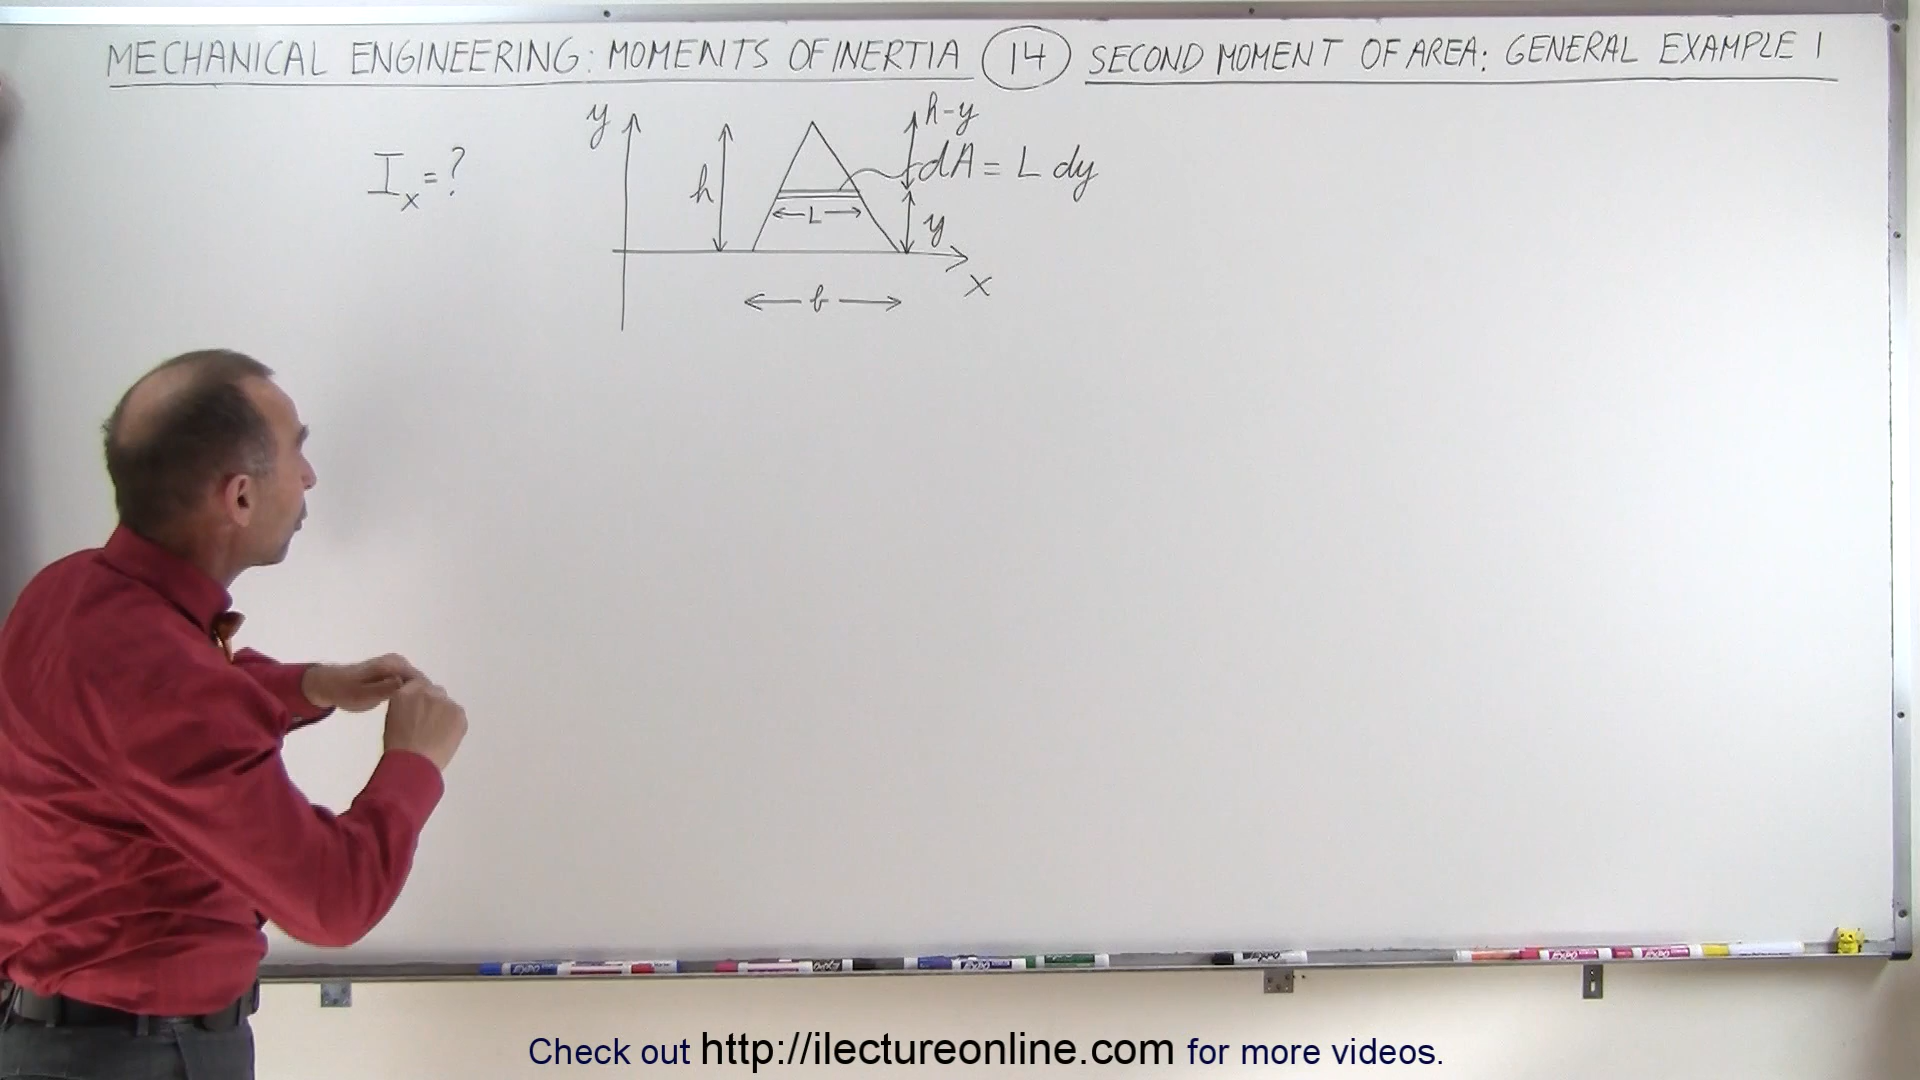 MECHANICAL ENGINEERING: MOMENTS OF INERTIA 14 SECOND MOMENT OF AREA: GENERAL EXAMPLE 1
y
h-y
I_x = ?
h
dA = L dy
L
y
x
b
Check out http://ilectureonline.com for more videos.